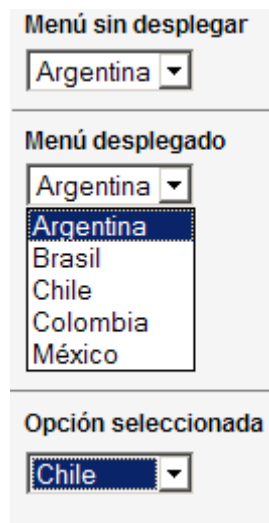 Menú sin desplegar
Argentina
Menú desplegado
Argentina
Argentina
Brasil
Chile
Colombia
México
Opción seleccionada
Chile